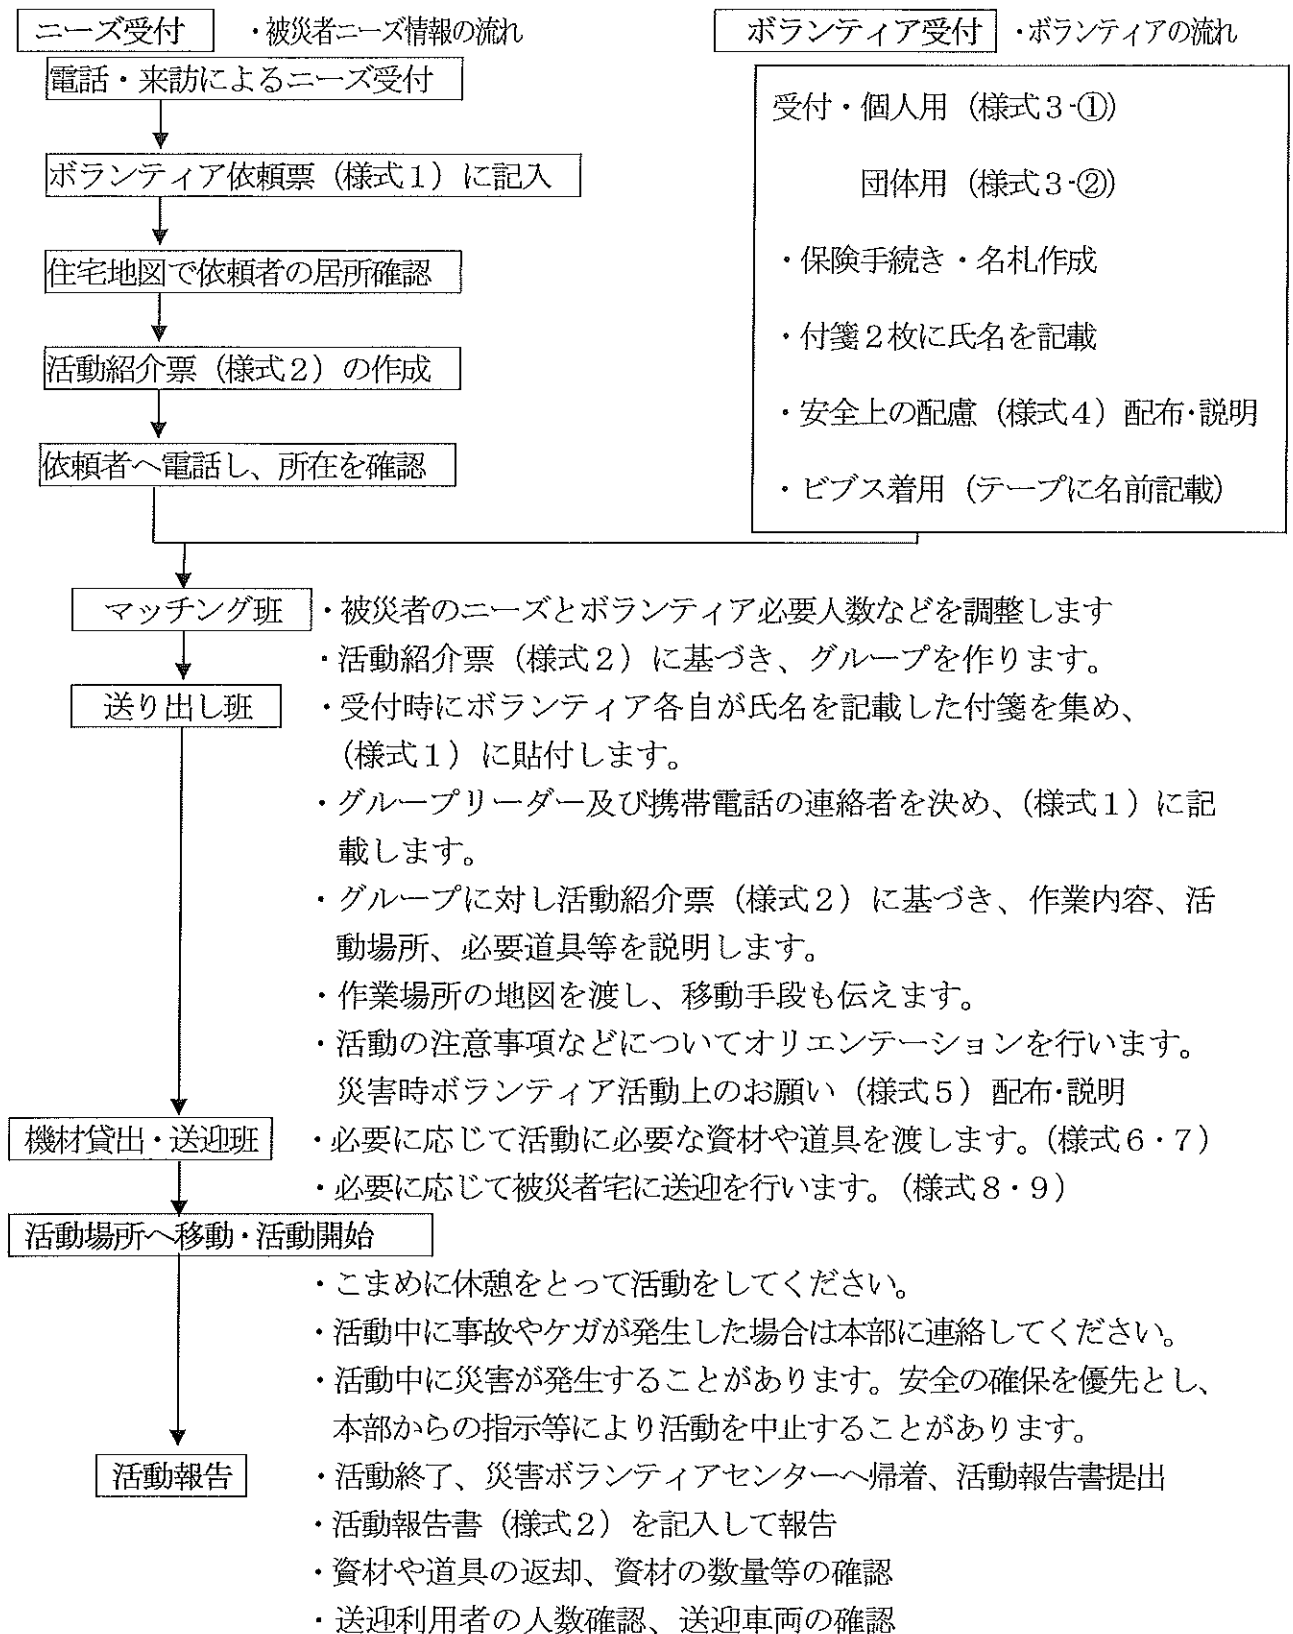 ニーズ受付 ・被災者ニーズ情報の流れ
電話・来訪によるニーズ受付
ボランティア依頼票（様式１）に記入
住宅地図で依頼者の居所確認
活動紹介票（様式２）の作成
依頼者へ電話し、所在を確認
ボランティア受付 ・ボランティアの流れ
受付・個人用（様式３-①）
団体用（様式３-②）
・保険手続き・名札作成
・付箋２枚に氏名を記載
・安全上の配慮（様式４）配布・説明
・ビブス着用（テープに名前記載）
マッチング班 ・被災者のニーズとボランティア必要人数などを調整します
・活動紹介票（様式２）に基づき、グループを作ります。
送り出し班 ・受付時にボランティア各自が氏名を記載した付箋を集め、
（様式１）に貼付します。
・グループリーダー及び携帯電話の連絡者を決め、（様式１）に記
載します。
・グループに対し活動紹介票（様式２）に基づき、作業内容、活
動場所、必要道具等を説明します。
・作業場所の地図を渡し、移動手段も伝えます。
・活動の注意事項などについてオリエンテーションを行います。
災害時ボランティア活動上のお願い（様式５）配布・説明
機材貸出・送迎班 ・必要に応じて活動に必要な資材や道具を渡します。（様式６・７）
・必要に応じて被災者宅に送迎を行います。（様式８・９）
活動場所へ移動・活動開始
・こまめに休憩をとって活動をしてください。
・活動中に事故やケガが発生した場合は本部に連絡してください。
・活動中に災害が発生することがあります。安全の確保を優先とし、
本部からの指示等により活動を中止することがあります。
活動報告 ・活動終了、災害ボランティアセンターへ帰着、活動報告書提出
・活動報告書（様式２）を記入して報告
・資材や道具の返却、資材の数量等の確認
・送迎利用者の人数確認、送迎車両の確認